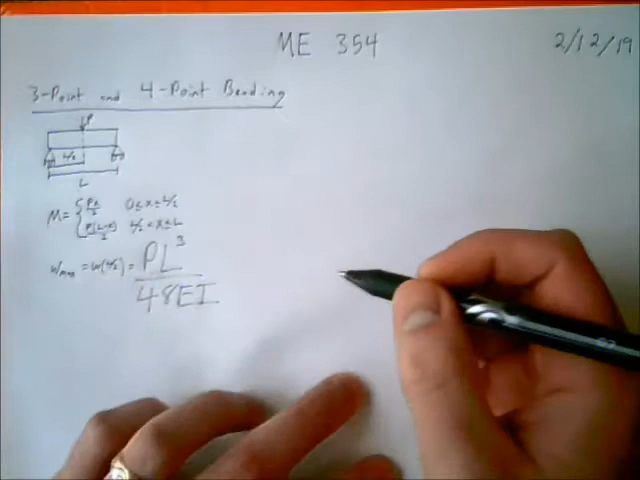 ME 354
2/12/19
3-Point and 4-Point Bending
P
L/2
L
M = { Px/2 0 ≤ x ≤ L/2
P(L-x)/2 L/2 ≤ x ≤ L
w max = w(L/2) = PL³/48EI